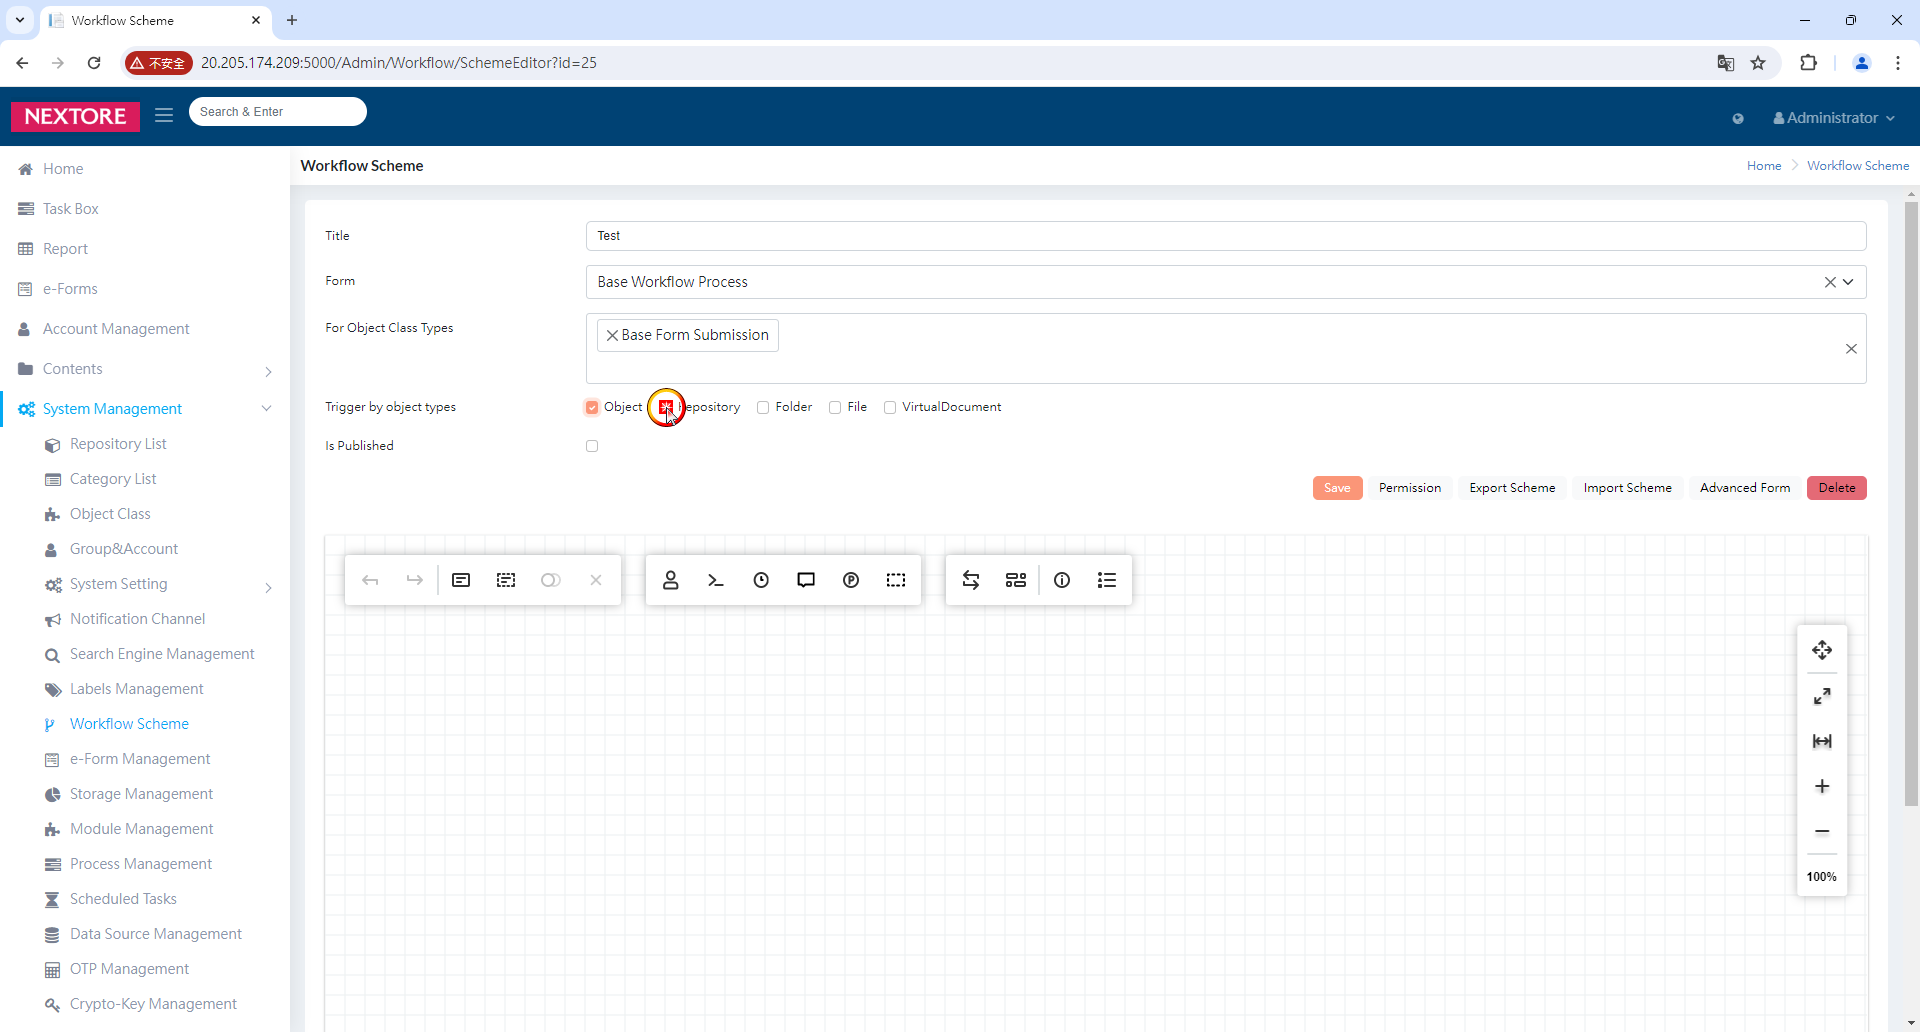 Workflow Scheme
不安全
20.205.174.209:5000/Admin/Workflow/SchemeEditor?id=25
NEXTORE
Search & Enter
Administrator
Home
Task Box
Report
e-Forms
Account Management
Contents
System Management
Repository List
Category List
Object Class
Group&Account
System Setting
Notification Channel
Search Engine Management
Labels Management
Workflow Scheme
e-Form Management
Storage Management
Module Management
Process Management
Scheduled Tasks
Data Source Management
OTP Management
Crypto-Key Management
Workflow Scheme
Home Workflow Scheme
Title Test
Form Base Workflow Process
For Object Class Types Base Form Submission
Trigger by object types Object epository Folder File VirtualDocument
Is Published
Save Permission Export Scheme Import Scheme Advanced Form Delete
100%